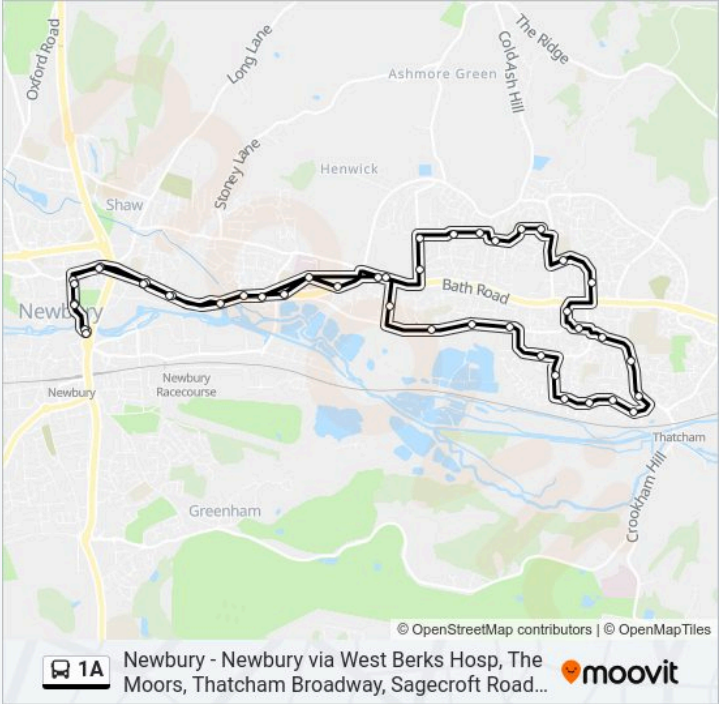 Oxford Road
Long Lane
The Ridge
Cold Ash Hill
Ashmore Green
Stoney Lane
Henwick
Shaw
Bath Road
Newbury
Newbury
Racecourse
Newbury
Thatcham
Crookham Hill
Greenham
© OpenStreetMap contributors | © OpenMapTiles
1A
Newbury - Newbury via West Berks Hosp, The
Moors, Thatcham Broadway, Sagecroft Road...
moovit